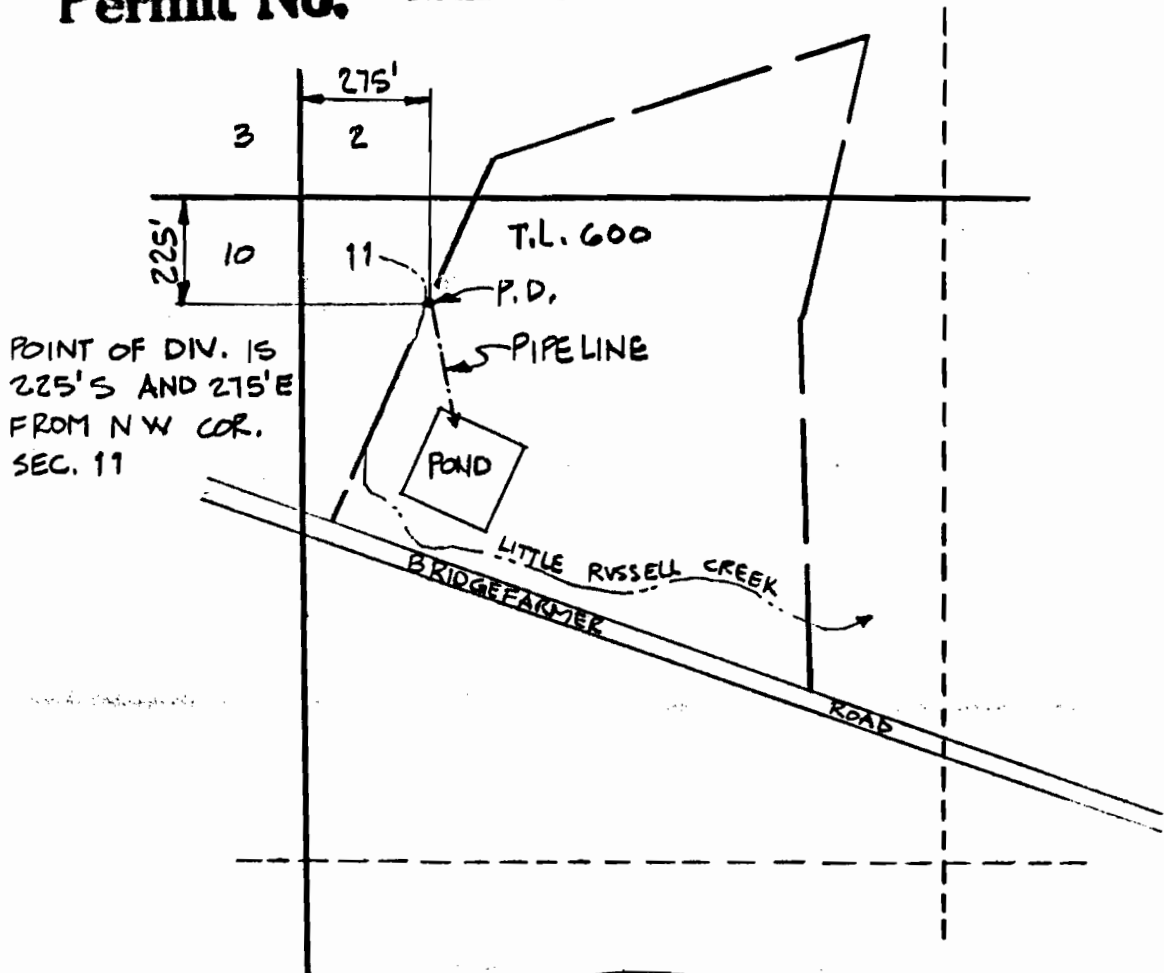 Permit No.
275'
3
2
225'
10
11
T.L. 600
P.D.
PIPELINE
POINT OF DIV. IS
225'S AND 275'E
FROM NW COR.
SEC. 11
POND
LITTLE RUSSELL CREEK
BRIDGEFARMER ROAD